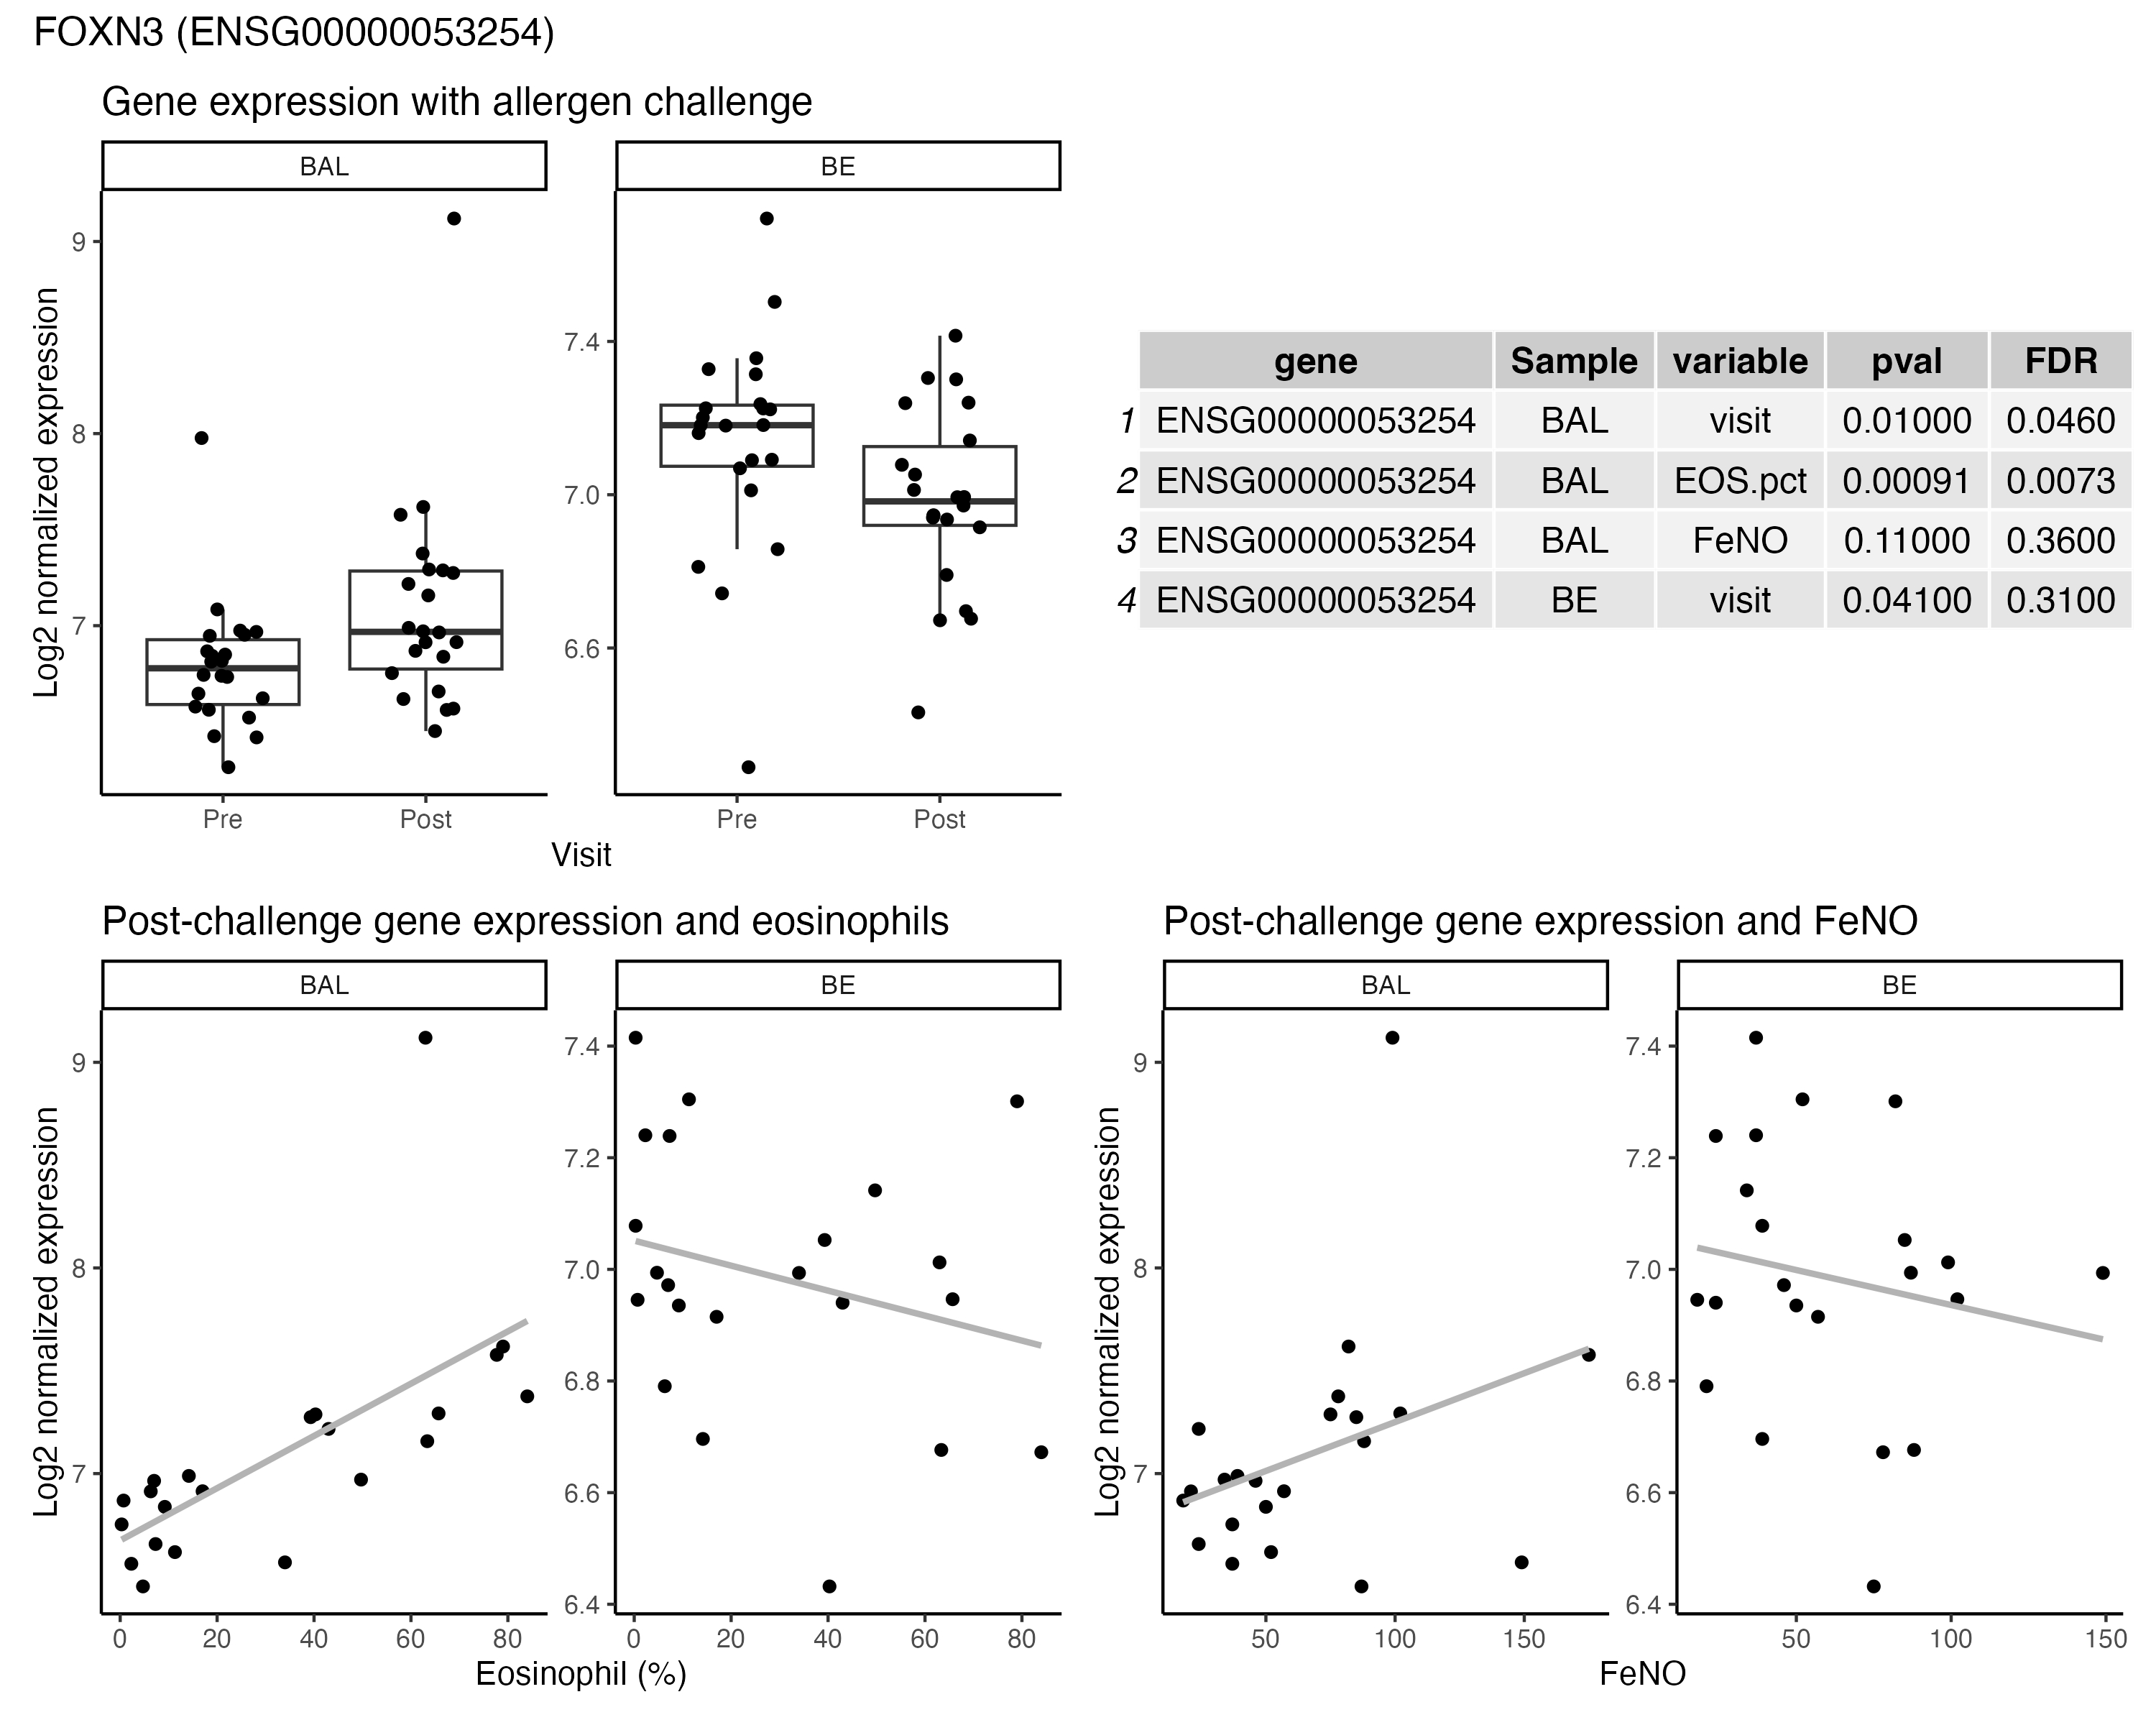 FOXN3 (ENSG00000053254)
Gene expression with allergen challenge
BAL
BE
Log2 normalized expression
9
8
7
7.4
7.0
6.6
Pre
Post
Pre
Post
Visit
gene Sample variable pval FDR
1 ENSG00000053254 BAL visit 0.01000 0.0460
2 ENSG00000053254 BAL EOS.pct 0.00091 0.0073
3 ENSG00000053254 BAL FeNO 0.11000 0.3600
4 ENSG00000053254 BE visit 0.04100 0.3100
Post-challenge gene expression and eosinophils
BAL
BE
Log2 normalized expression
9
8
7
7.4
7.2
7.0
6.8
6.6
6.4
0 20 40 60 80
0 20 40 60 80
Eosinophil (%)
Post-challenge gene expression and FeNO
BAL
BE
Log2 normalized expression
9
8
7
7.4
7.2
7.0
6.8
6.6
6.4
50 100 150
50 100 150
FeNO